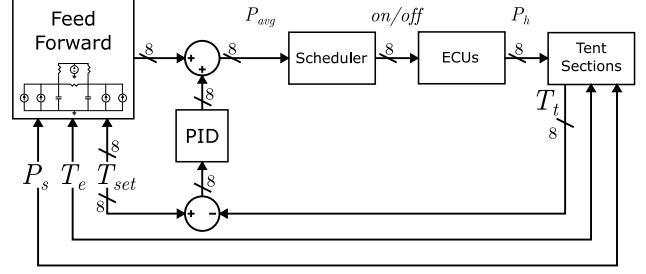 Feed
Forward
8
+
+
8
P_avg
Scheduler
on/off
8
ECUs
P_h
8
Tent
Sections
8
PID
8
T_t
8
P_s
T_e
8
T_set
8
+
−